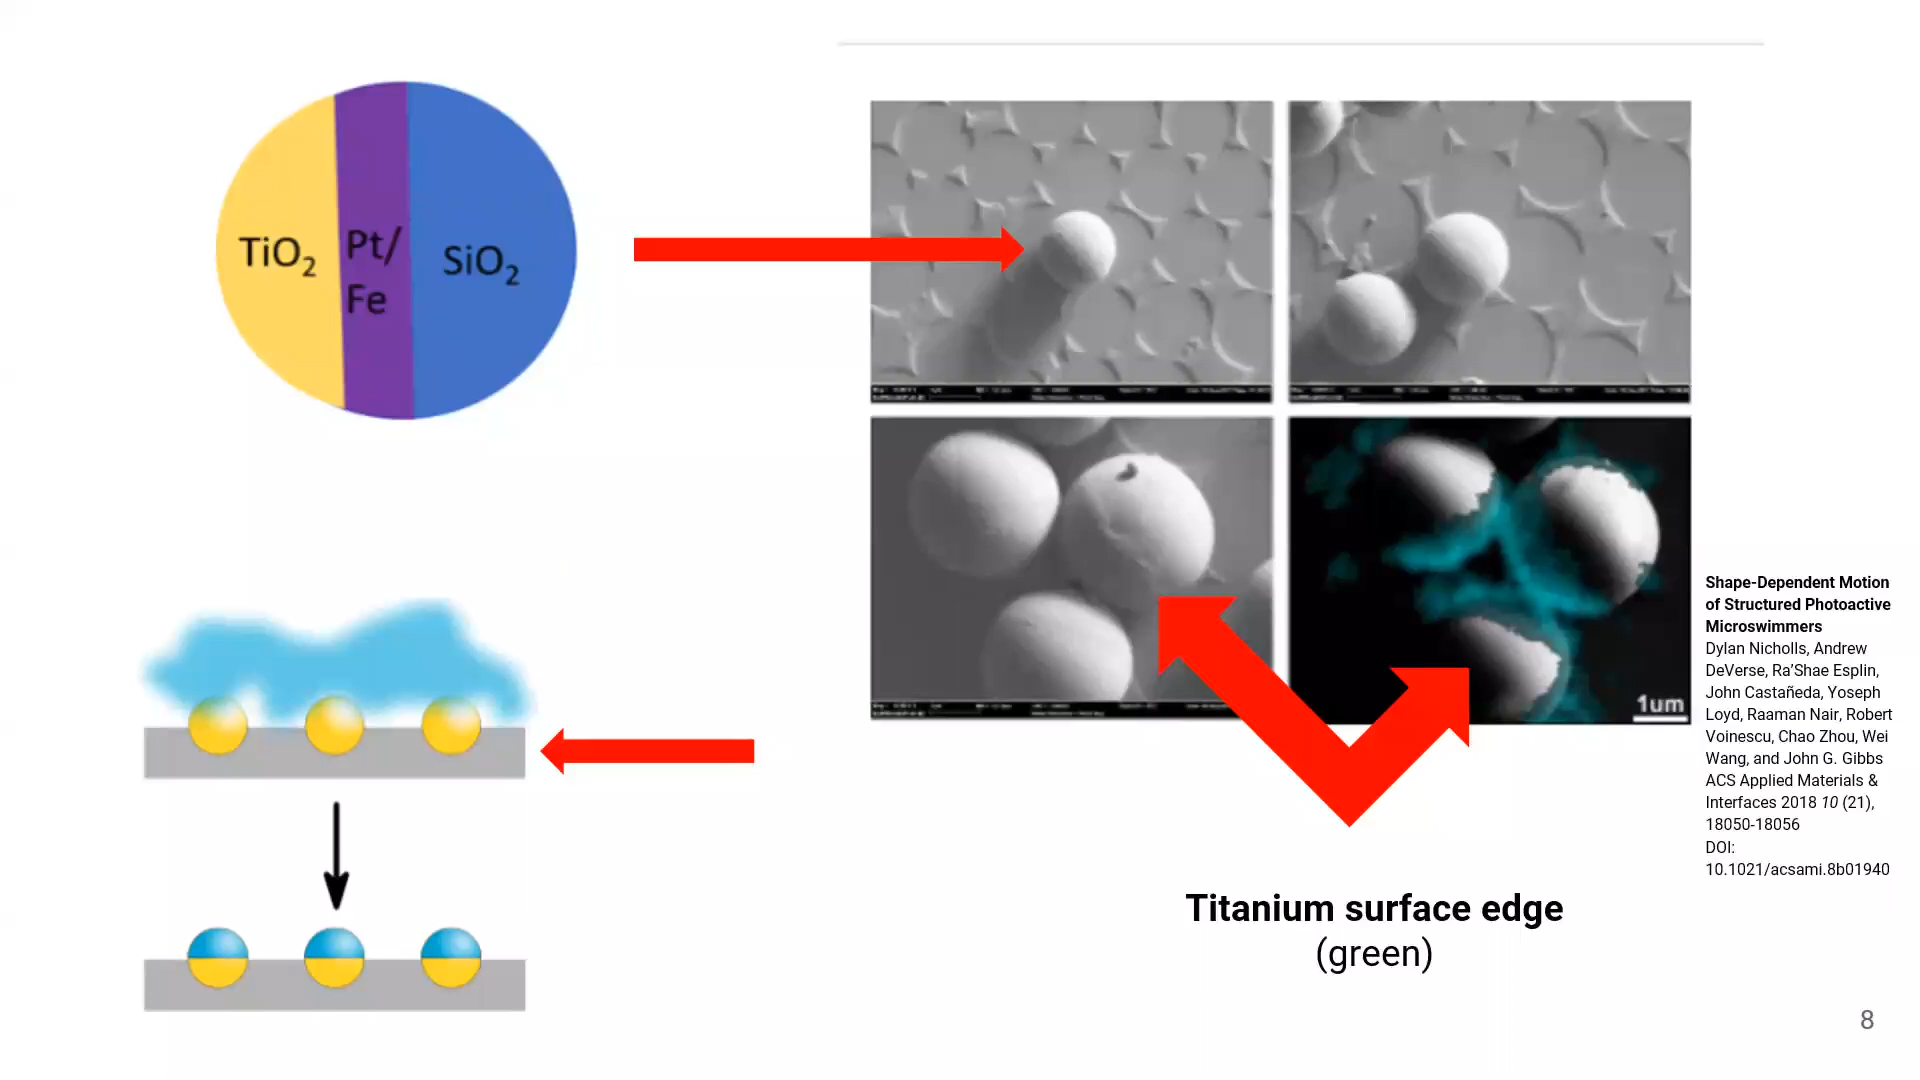 TiO2
Pt/
Fe
SiO2
1um
Shape-Dependent Motion
of Structured Photoactive
Microswimmers
Dylan Nicholls, Andrew
DeVerse, Ra'Shae Esplin,
John Castañeda, Yoseph
Loyd, Raaman Nair, Robert
Voinescu, Chao Zhou, Wei
Wang, and John G. Gibbs
ACS Applied Materials &
Interfaces 2018 10 (21),
18050-18056
DOI:
10.1021/acsami.8b01940
Titanium surface edge
(green)
8